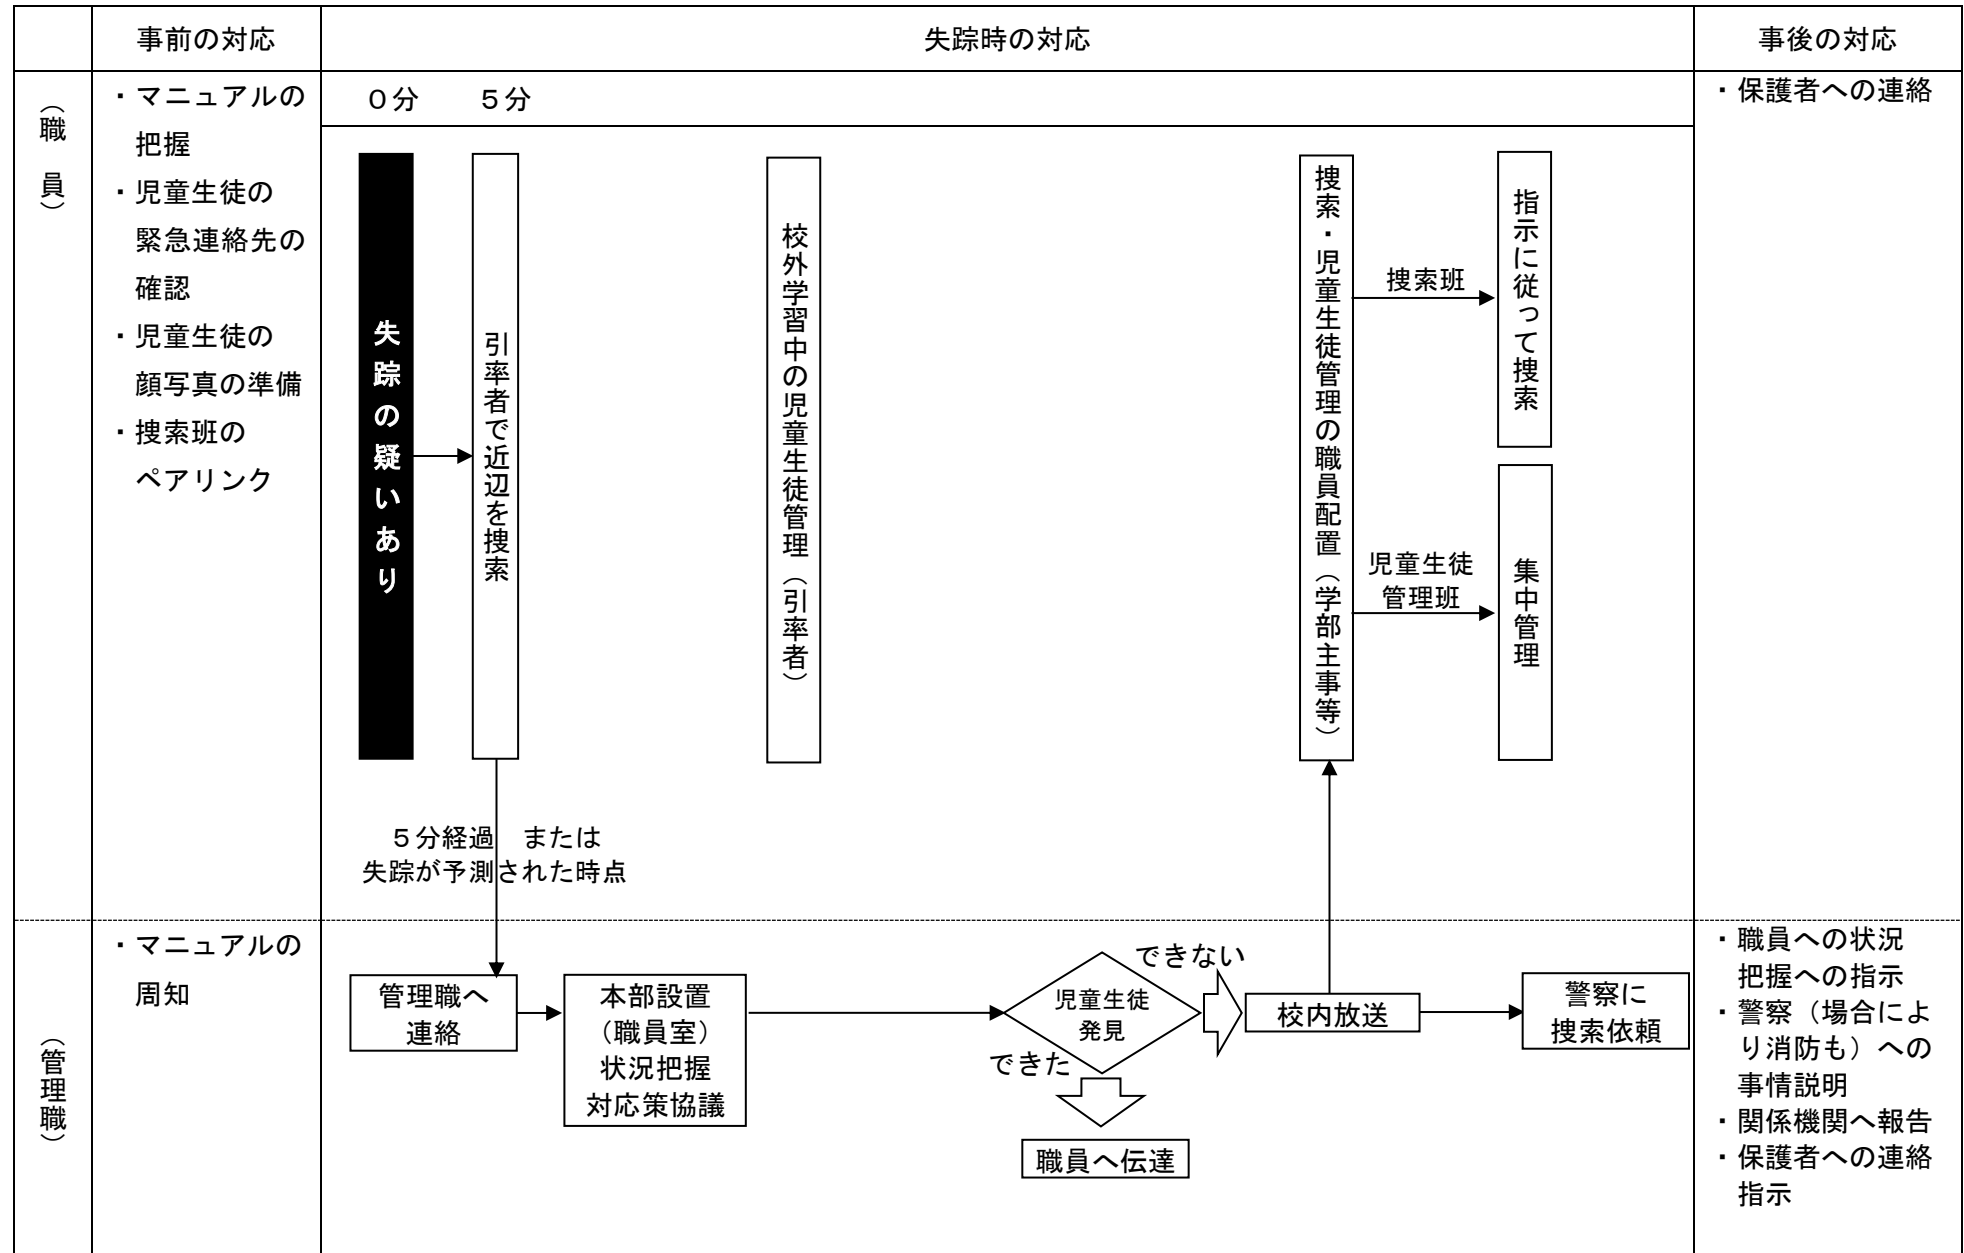 事前の対応
失踪時の対応
事後の対応
（職　員）
・マニュアルの
把握
・児童生徒の
緊急連絡先の
確認
・児童生徒の
顔写真の準備
・捜索班の
ペアリンク
０分　５分
失踪の疑いあり
引率者で近辺を捜索
校外学習中の児童生徒管理（引率者）
捜索・児童生徒管理の職員配置（学部主事等）
捜索班
指示に従って捜索
児童生徒
管理班
集中管理
５分経過　または
失踪が予測された時点
・保護者への連絡
（管理職）
・マニュアルの
周知
管理職へ
連絡
本部設置
（職員室）
状況把握
対応策協議
児童生徒
発見
できない
できた
職員へ伝達
校内放送
警察に
捜索依頼
・職員への状況
把握への指示
・警察（場合によ
り消防も）への
事情説明
・関係機関へ報告
・保護者への連絡
指示